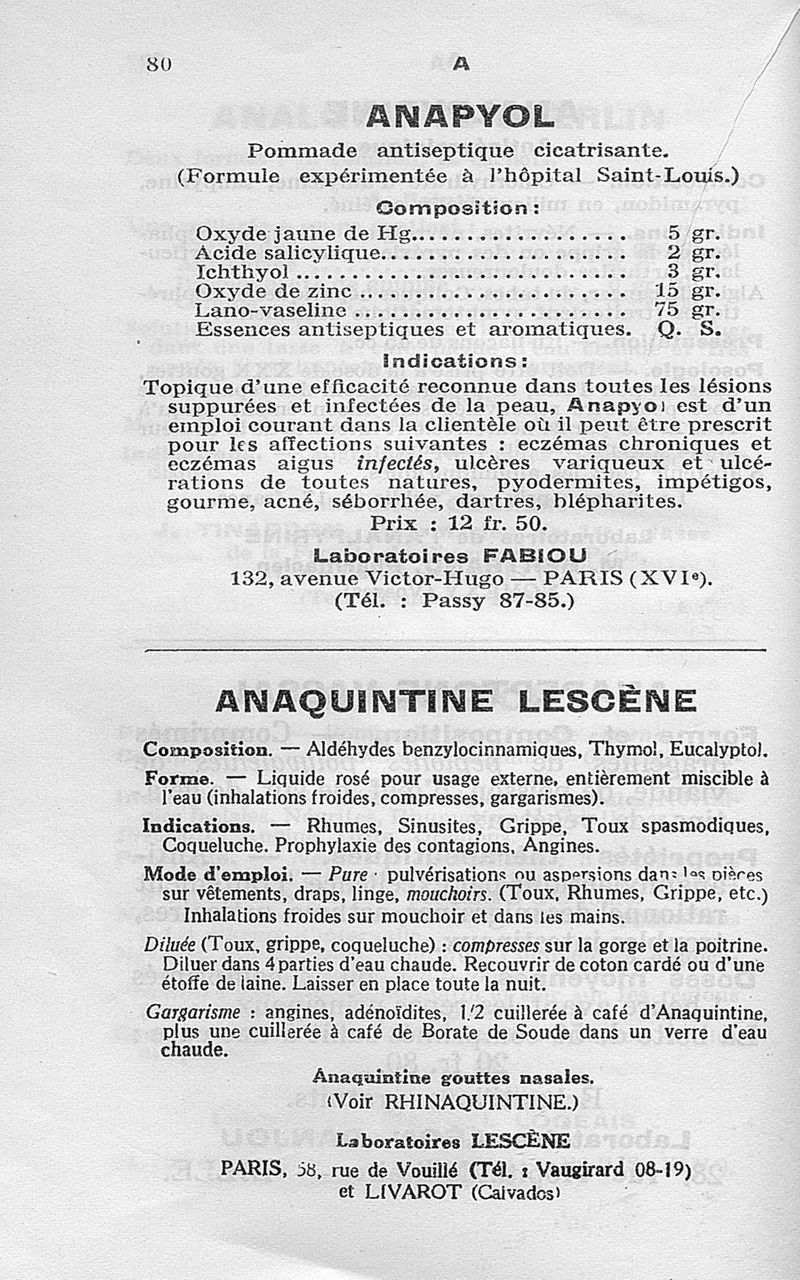 80
A
ANAPYOL
Pommade antiseptique cicatrisante.
(Formule expérimentée à l'hôpital Saint-Louis.)
Composition :
Oxyde jaune de Hg...................... 5 gr.
Acide salicylique....................... 2 gr.
Ichthyol ............................... 3 gr.
Oxyde de zinc ......................... 15 gr.
Lano-vaseline ......................... 75 gr.
Essences antiseptiques et aromatiques. Q. S.
Indications :
Topique d'une efficacité reconnue dans toutes les lésions
suppurées et infectées de la peau, Anapyol est d'un
emploi courant dans la clientèle où il peut être prescrit
pour les affections suivantes : eczémas chroniques et
eczémas aigus infectés, ulcères variqueux et ulcé-
rations de toutes natures, pyodermites, impétigos,
gourme, acné, séborrhée, dartres, blépharites.
Prix : 12 fr. 50.
Laboratoires FABIOU
132, avenue Victor-Hugo — PARIS (XVIe).
(Tél. : Passy 87-85.)
ANAQUINTINE LESCÈNE
Composition. — Aldéhydes benzylocinnamiques, Thymol, Eucalyptol.
Forme. — Liquide rosé pour usage externe, entièrement miscible à
l'eau (inhalations froides, compresses, gargarismes).
Indications. — Rhumes, Sinusites, Grippe, Toux spasmodiques,
Coqueluche. Prophylaxie des contagions, Angines.
Mode d'emploi. — Pure : pulvérisations ou aspersions dans les pièces
sur vêtements, draps, linge, mouchoirs. (Toux, Rhumes, Grippe, etc.)
Inhalations froides sur mouchoir et dans les mains.
Diluée (Toux, grippe, coqueluche) : compresses sur la gorge et la poitrine.
Diluer dans 4 parties d'eau chaude. Recouvrir de coton cardé ou d'une
étoffe de laine. Laisser en place toute la nuit.
Gargarisme : angines, adénoïdites, 1/2 cuillerée à café d'Anaquintine,
plus une cuillerée à café de Borate de Soude dans un verre d'eau
chaude.
Anaquintine gouttes nasales.
(Voir RHINAQUINTINE.)
Laboratoires LESCÈNE
PARIS, 58, rue de Vouillé (Tél. : Vaugirard 08-19)
et LIVAROT (Calvados)